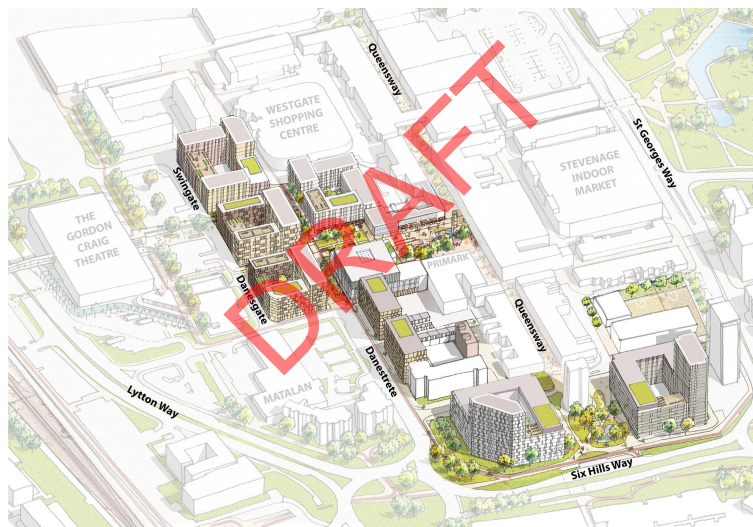 Queensway
WESTGATE
SHOPPING
CENTRE
St Georges Way
STEVENAGE
INDOOR
MARKET
Swingate
THE
GORDON
CRAIG
THEATRE
DRAFT
PRIMARK
Danesgate
Queensway
Danestrete
MATALAN
Lytton Way
Six Hills Way